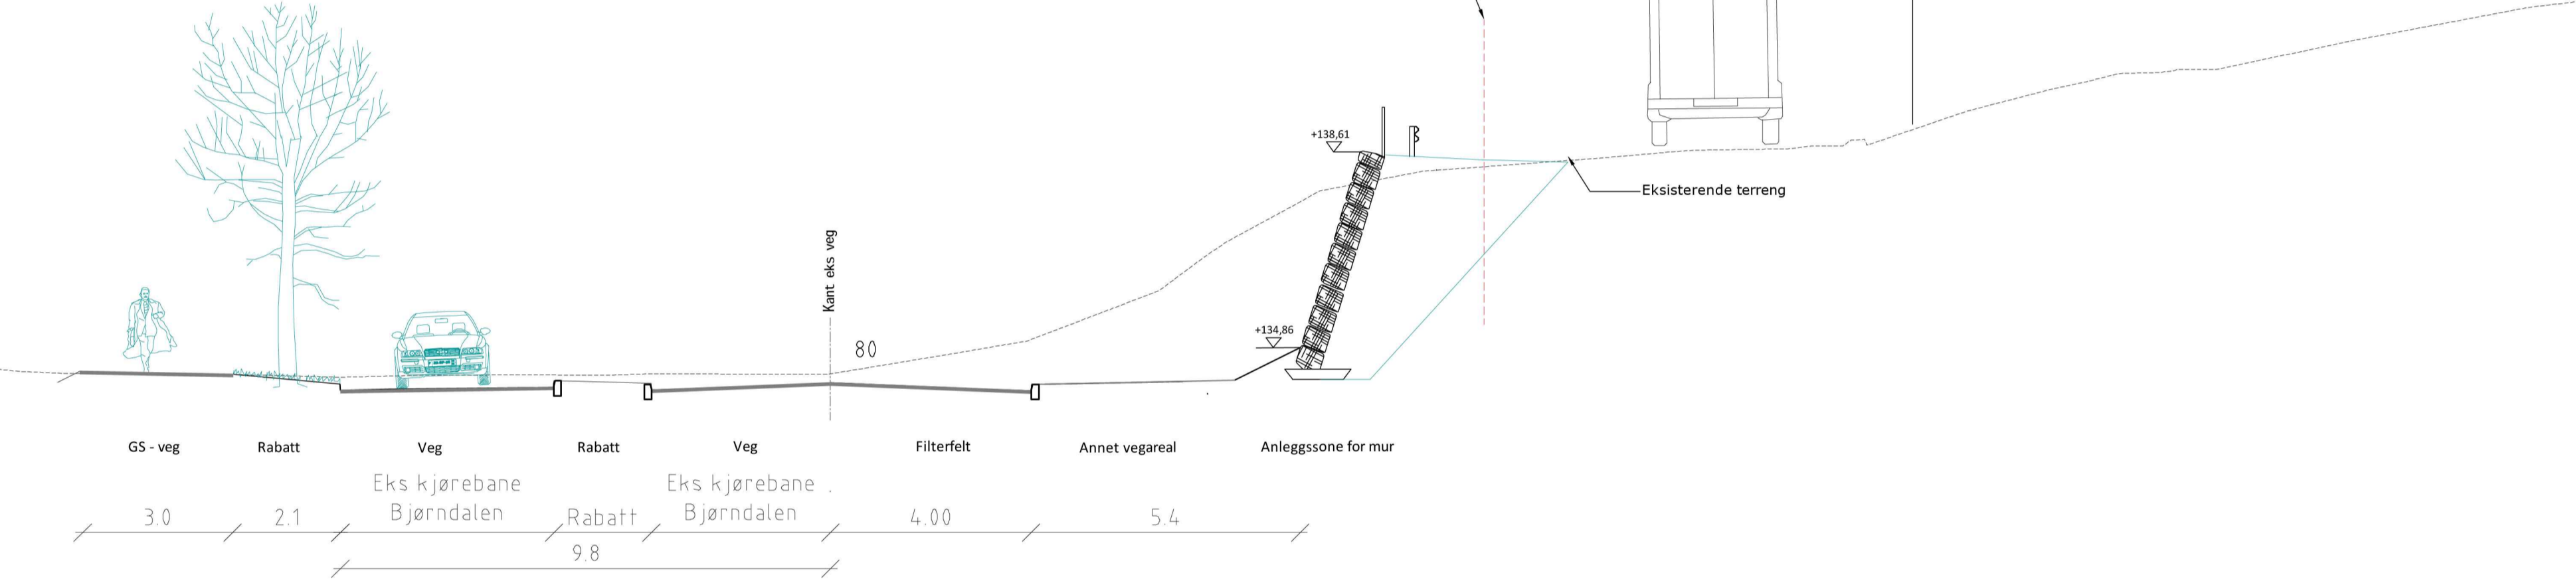 +138,61
Eksisterende terreng
Kant eks veg
+134,86
80
GS - veg
Rabatt
Veg
Rabatt
Veg
Filterfelt
Annet vegareal
Anleggssone for mur
Eks kjørebane
Bjørndalen
Rabatt
Eks kjørebane
Bjørndalen
3.0
2.1
4.00
5.4
9.8